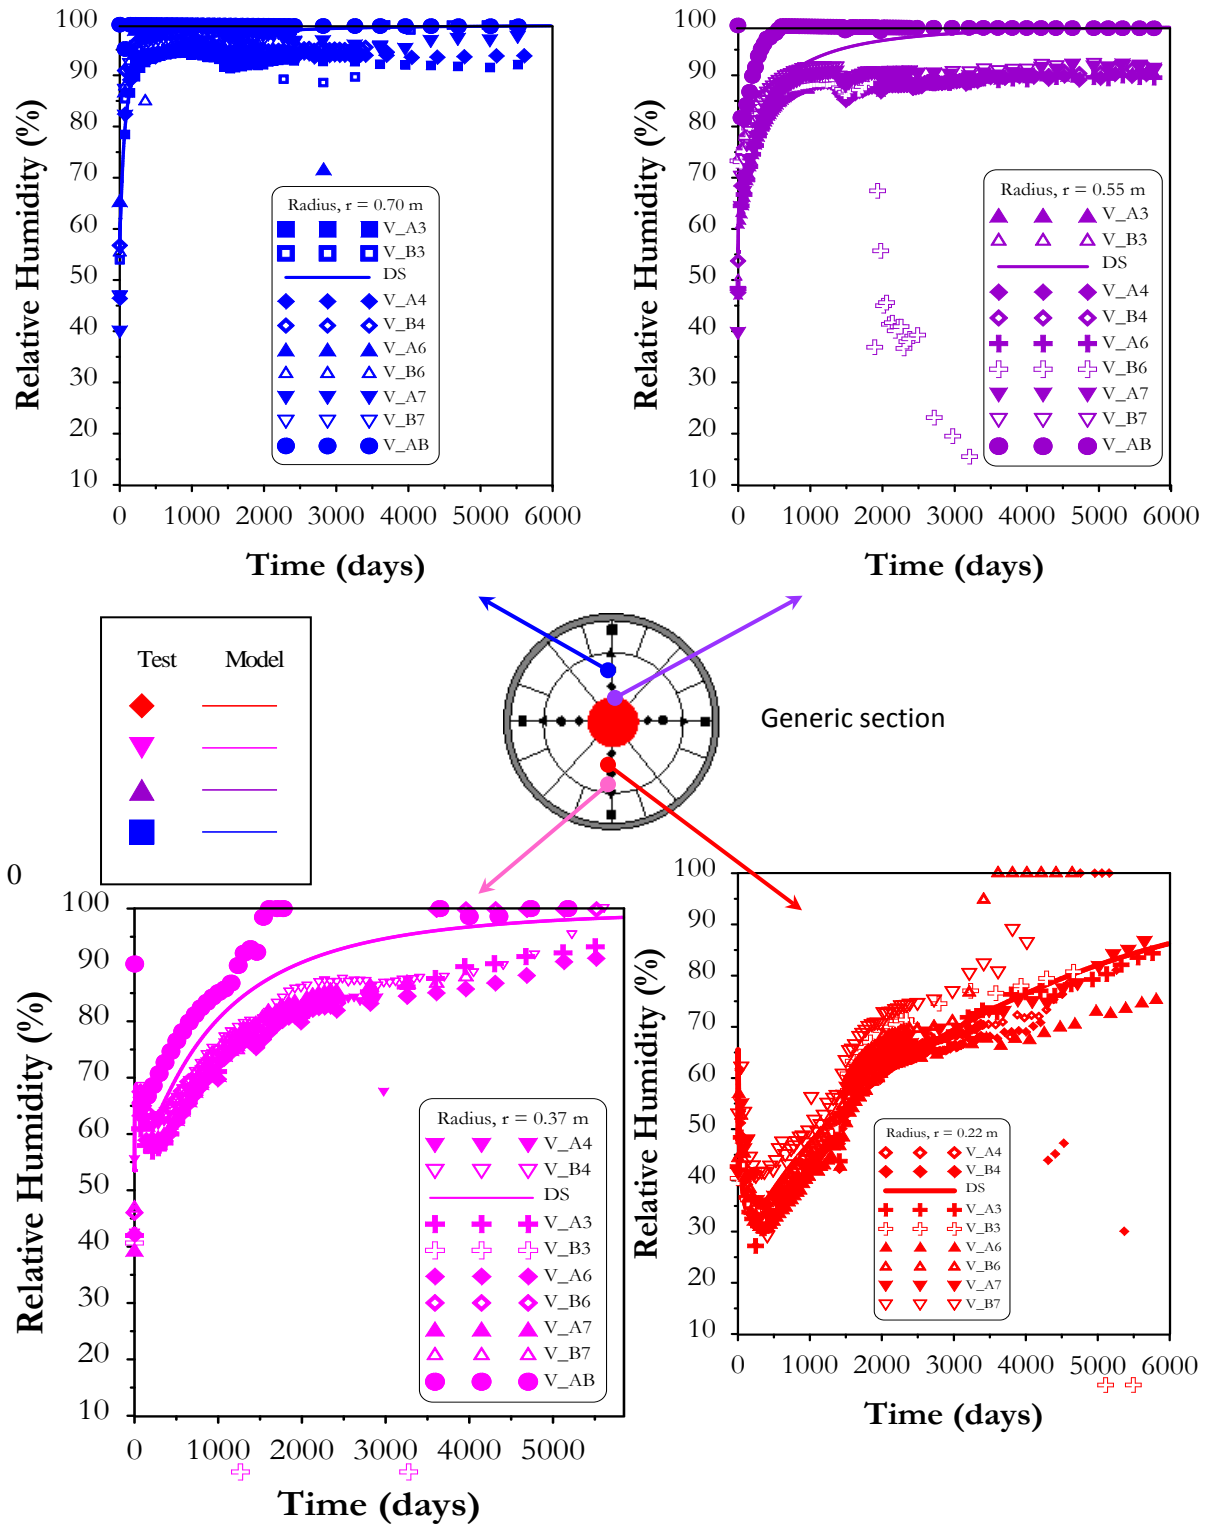 100
90
80
70
60
50
40
30
20
10
Relative Humidity (%)
Radius, r = 0.70 m
V_A3
V_B3
DS
V_A4
V_B4
V_A6
V_B6
V_A7
V_B7
V_AB
0 1000 2000 3000 4000 5000 6000
Time (days)
100
90
80
70
60
50
40
30
20
10
Relative Humidity (%)
Radius, r = 0.55 m
V_A3
V_B3
DS
V_A4
V_B4
V_A6
V_B6
V_A7
V_B7
V_AB
0 1000 2000 3000 4000 5000 6000
Time (days)
Test Model
Generic section
0
100
90
80
70
60
50
40
30
20
10
Relative Humidity (%)
Radius, r = 0.37 m
V_A4
V_B4
DS
V_A3
V_B3
V_A6
V_B6
V_A7
V_B7
V_AB
0 1000 2000 3000 4000 5000
Time (days)
100
90
80
70
60
50
40
30
20
10
Relative Humidity (%)
Radius, r = 0.22 m
V_A4
V_B4
DS
V_A3
V_B3
V_A6
V_B6
V_A7
V_B7
0 1000 2000 3000 4000 5000 6000
Time (days)